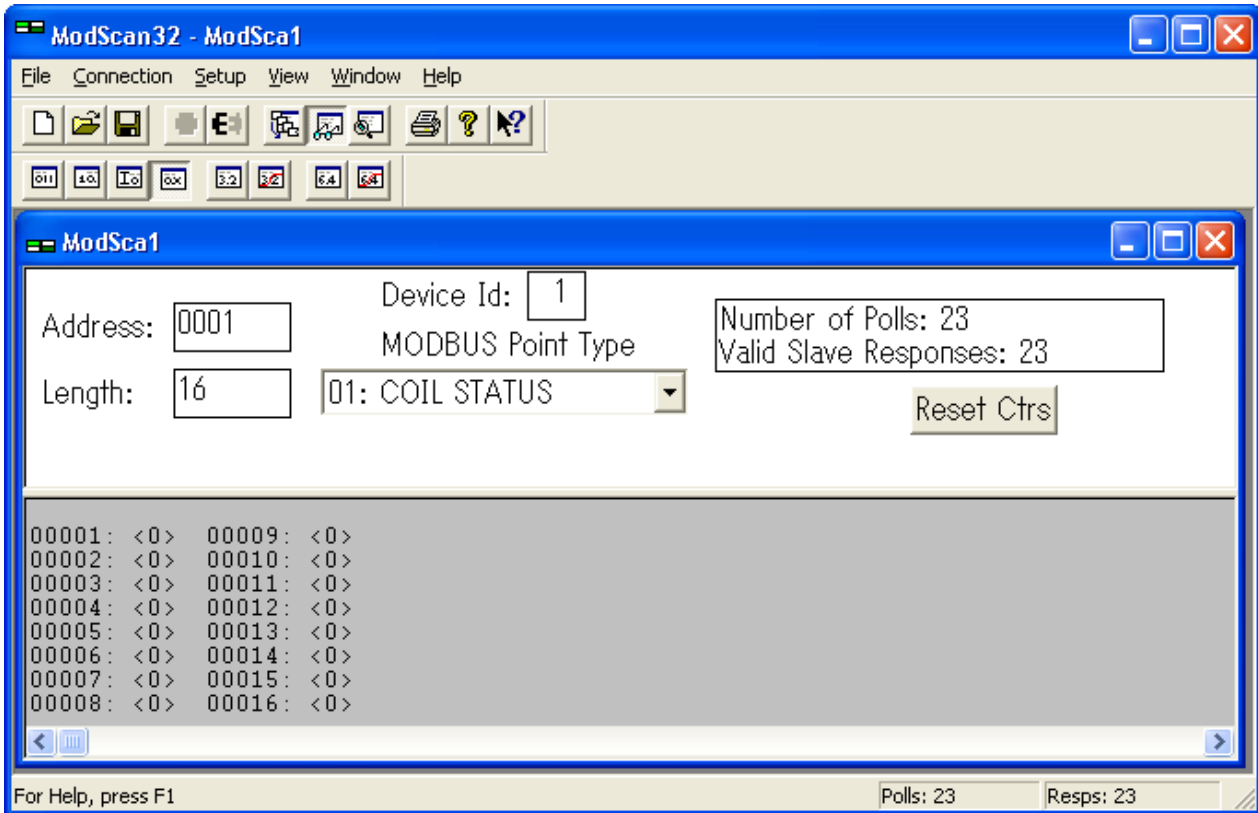 ModScan32 - ModSca1
File Connection Setup View Window Help
ModSca1
Device Id: 1
Address: 0001
MODBUS Point Type
Length: 16
01: COIL STATUS
Number of Polls: 23
Valid Slave Responses: 23
Reset Ctrs
00001: <0> 00009: <0>
00002: <0> 00010: <0>
00003: <0> 00011: <0>
00004: <0> 00012: <0>
00005: <0> 00013: <0>
00006: <0> 00014: <0>
00007: <0> 00015: <0>
00008: <0> 00016: <0>
For Help, press F1 Polls: 23 Resps: 23